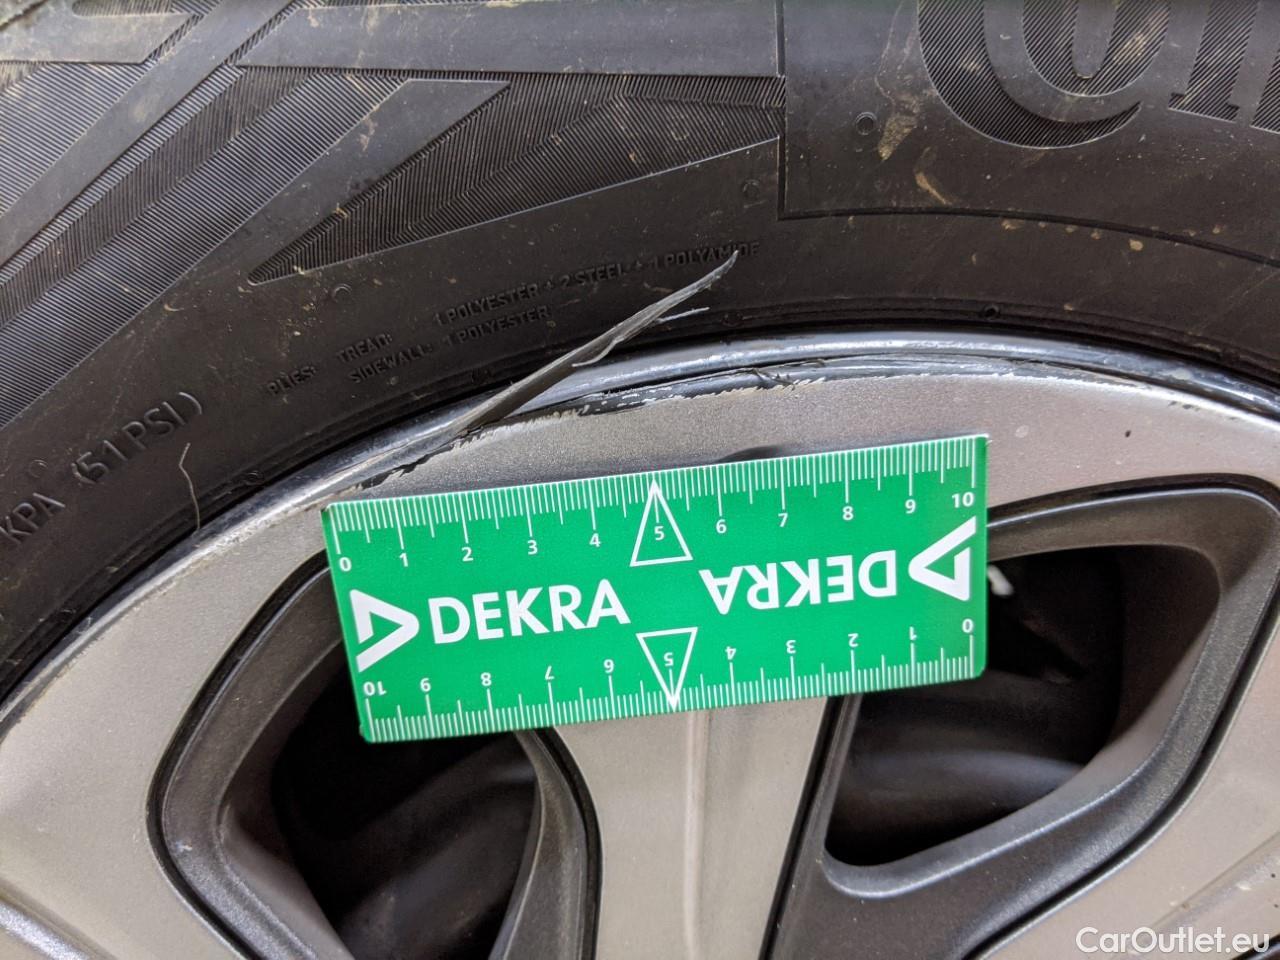 PLIES: TREAD: 1 POLYESTER + 2 STEEL + 1 POLYAMIDE
SIDEWALL: 1 POLYESTER
KPA (51 PSI)
0 1 2 3 4 5 6 7 8 9 10
DEKRA DEKRA
10 9 8 7 6 5 4 3 2 1 0
CarOutlet.eu